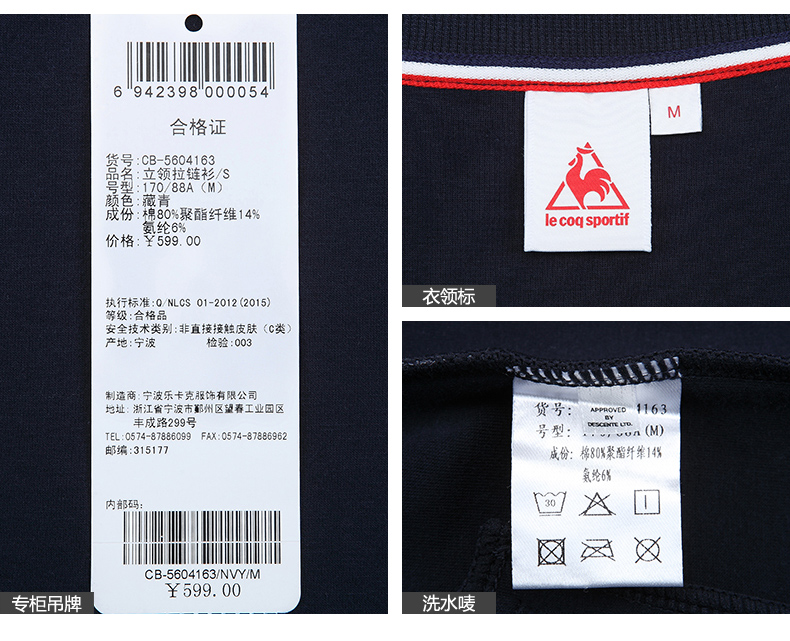 6 942398 000054
合格证
货号:CB-5604163
品名:立领拉链衫/S
号型:170/88A(M)
颜色:藏青
成份:棉80%聚酯纤维14%
氨纶6%
价格:￥599.00
执行标准:Q/NLCS 01-2012(2015)
等级:合格品
安全技术类别:非直接接触皮肤(C类)
产地:宁波 检验:003
制造商:宁波乐卡克服饰有限公司
地址:浙江省宁波市鄞州区望春工业园区
丰成路299号
TEL:0574-87886099 FAX:0574-87886962
邮编:315177
内部码:
CB-5604163/NVY/M
￥599.00
专柜吊牌
M
le coq sportif
衣领标
货号: 4163
APPROVED
BY
DESCENTE LTD.
号型: 170/88A(M)
成份: 棉80%聚酯纤维14%
氨纶6%
30
洗水唛